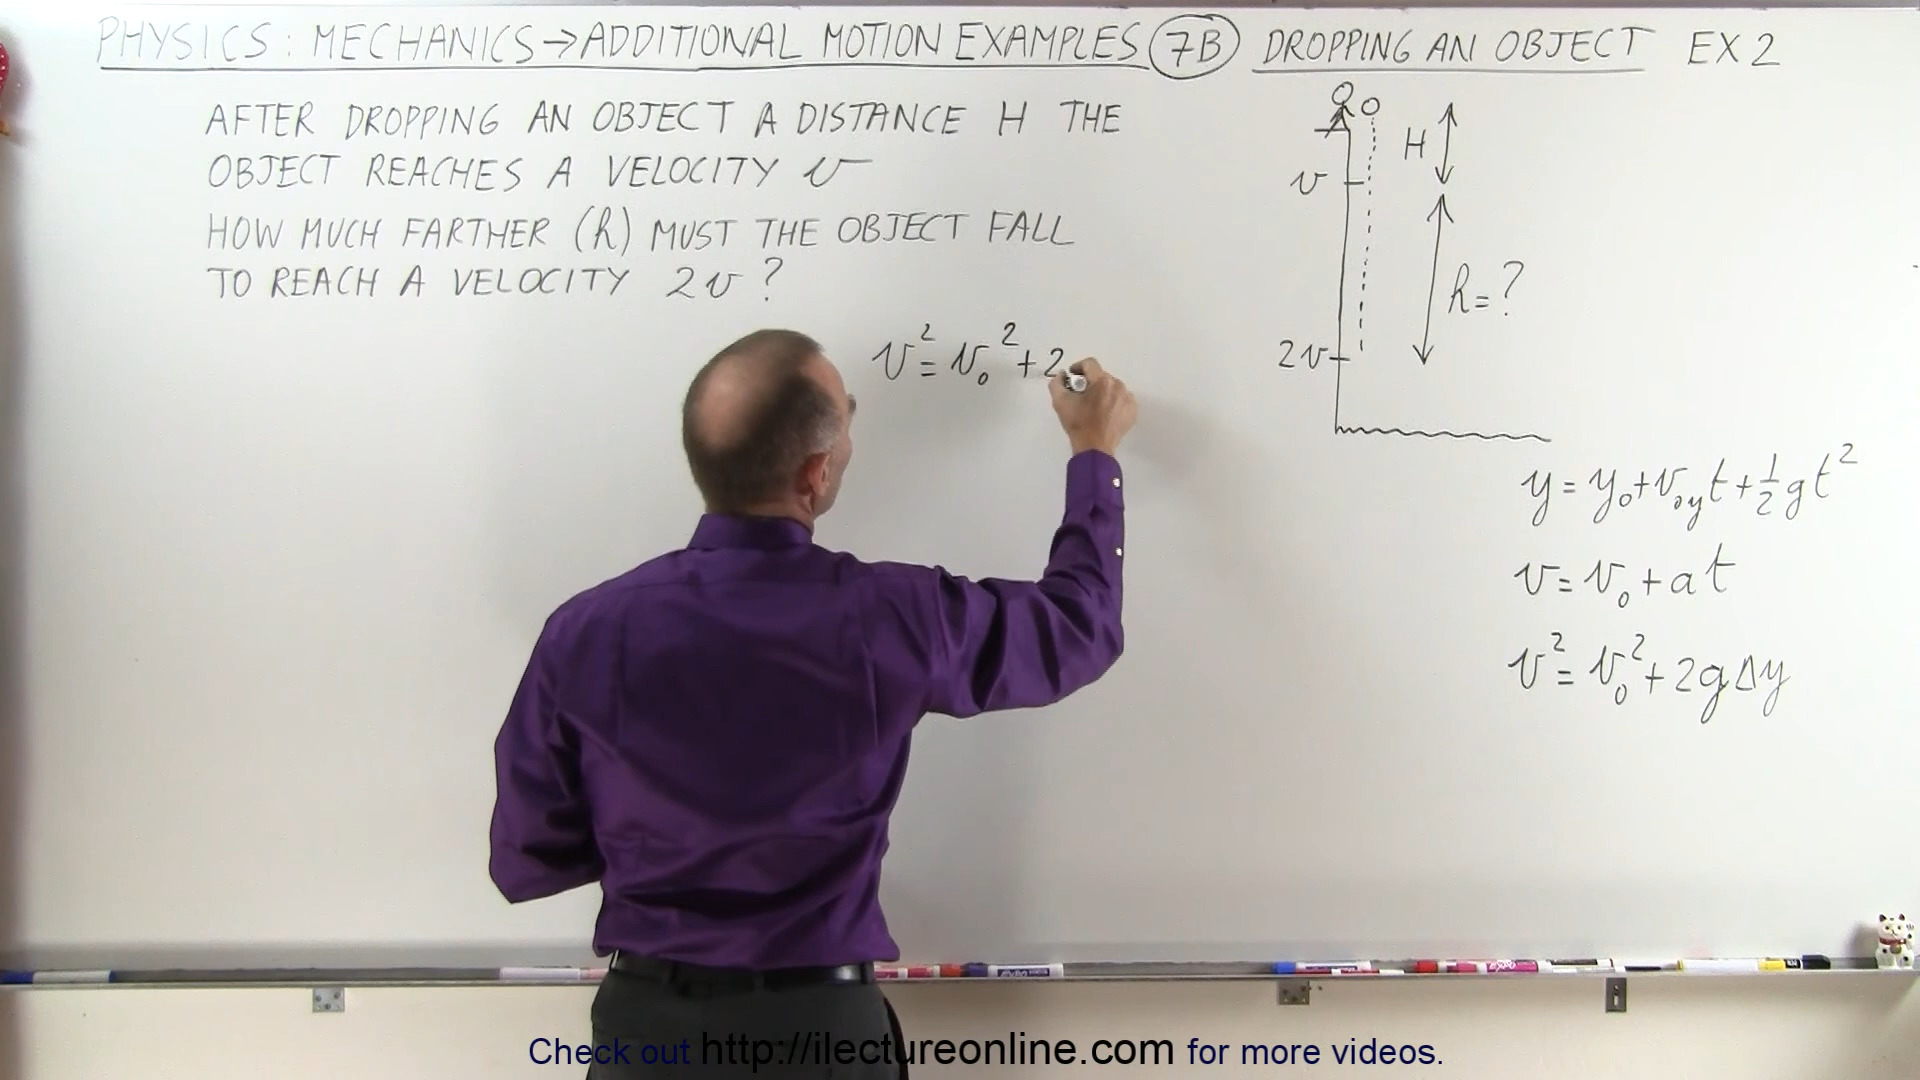 PHYSICS: MECHANICS→ADDITIONAL MOTION EXAMPLES 7B DROPPING AN OBJECT EX 2
AFTER DROPPING AN OBJECT A DISTANCE H THE
OBJECT REACHES A VELOCITY v
HOW MUCH FARTHER (h) MUST THE OBJECT FALL
TO REACH A VELOCITY 2v ?
H
v
h=?
2v
v²=v₀²+2
y=y₀+v₀yt+½gt²
v=v₀+at
v²=v₀²+2gΔy
Check out http://ilectureonline.com for more videos.